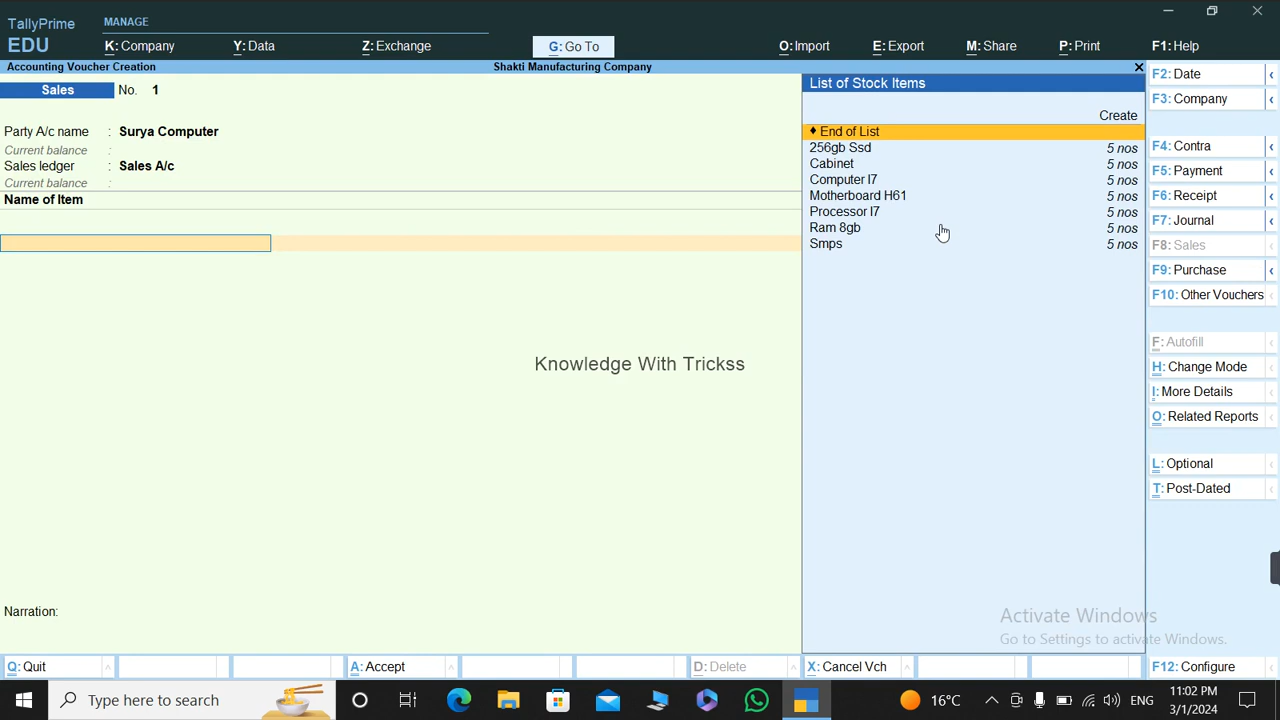 TallyPrime
EDU
MANAGE
K: Company
Y: Data
Z: Exchange
G: Go To
O: Import
E: Export
M: Share
P: Print
F1: Help
Accounting Voucher Creation
Shakti Manufacturing Company
Sales No. 1
Party A/c name : Surya Computer
Current balance :
Sales ledger : Sales A/c
Current balance :
Name of Item
Narration:
Knowledge With Trickss
List of Stock Items
Create
♦ End of List
256gb Ssd 5 nos
Cabinet 5 nos
Computer I7 5 nos
Motherboard H61 5 nos
Processor I7 5 nos
Ram 8gb 5 nos
Smps 5 nos
F2: Date
F3: Company
F4: Contra
F5: Payment
F6: Receipt
F7: Journal
F8: Sales
F9: Purchase
F10: Other Vouchers
F: Autofill
H: Change Mode
I: More Details
O: Related Reports
L: Optional
T: Post-Dated
Activate Windows
Go to Settings to activate Windows.
Q: Quit
A: Accept
D: Delete
X: Cancel Vch
F12: Configure
Type here to search
16°C
ENG
11:02 PM
3/1/2024